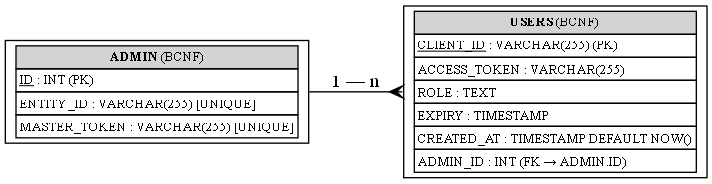 ADMIN (BCNF)
ID : INT (PK)
ENTITY_ID : VARCHAR(255) [UNIQUE]
MASTER_TOKEN : VARCHAR(255) [UNIQUE]
1 — n
USERS (BCNF)
CLIENT_ID : VARCHAR(255) (PK)
ACCESS_TOKEN : VARCHAR(255)
ROLE : TEXT
EXPIRY : TIMESTAMP
CREATED_AT : TIMESTAMP DEFAULT NOW()
ADMIN_ID : INT (FK → ADMIN.ID)